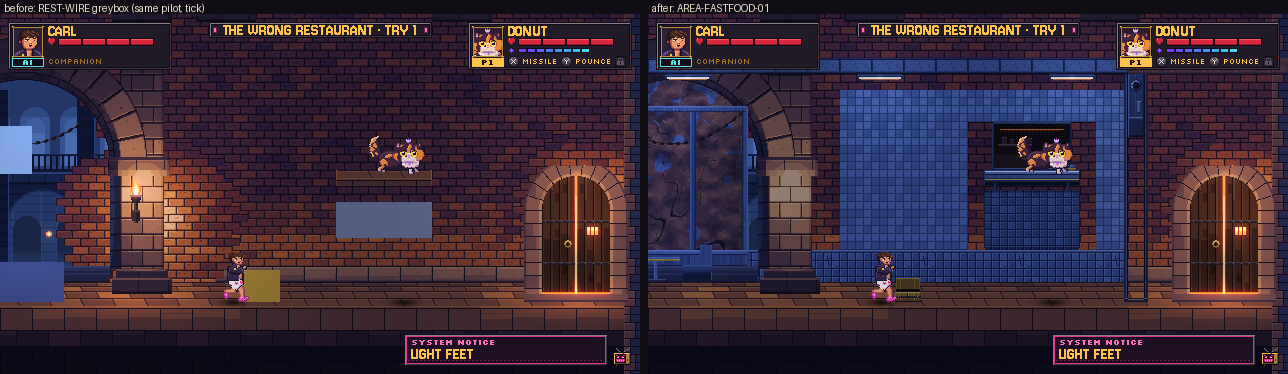 before: REST-WIRE greybox (same pilot, tick)
CARL
AI COMPANION
THE WRONG RESTAURANT · TRY 1
DONUT
P1 X MISSILE Y POUNCE
SYSTEM NOTICE
LIGHT FEET
after: AREA-FASTFOOD-01
CARL
AI COMPANION
THE WRONG RESTAURANT · TRY 1
DONUT
P1 X MISSILE Y POUNCE
SYSTEM NOTICE
LIGHT FEET